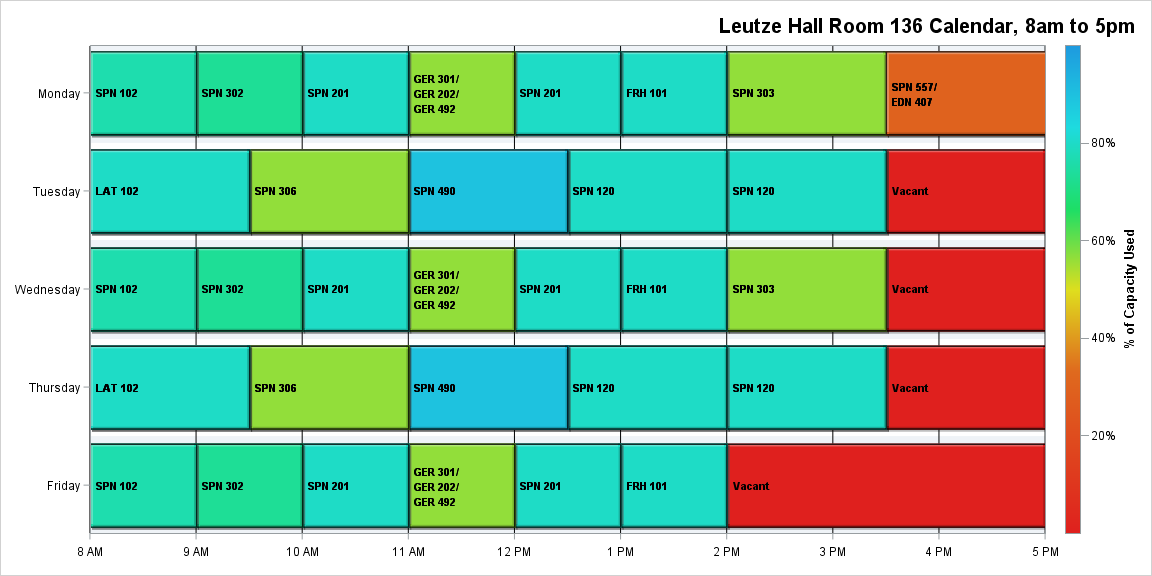 Leutze Hall Room 136 Calendar, 8am to 5pm
Monday
SPN 102
SPN 302
SPN 201
GER 301/
GER 202/
GER 492
SPN 201
FRH 101
SPN 303
SPN 557/
EDN 407
Tuesday
LAT 102
SPN 306
SPN 490
SPN 120
SPN 120
Vacant
Wednesday
SPN 102
SPN 302
SPN 201
GER 301/
GER 202/
GER 492
SPN 201
FRH 101
SPN 303
Vacant
Thursday
LAT 102
SPN 306
SPN 490
SPN 120
SPN 120
Vacant
Friday
SPN 102
SPN 302
SPN 201
GER 301/
GER 202/
GER 492
SPN 201
FRH 101
Vacant
8 AM
9 AM
10 AM
11 AM
12 PM
1 PM
2 PM
3 PM
4 PM
5 PM
80%
60%
40%
20%
% of Capacity Used